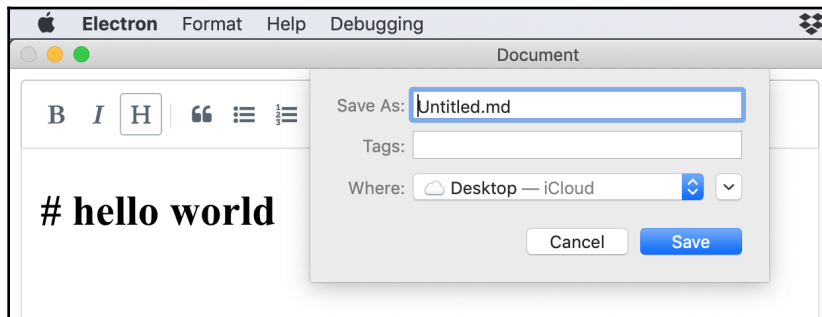 Electron Format Help Debugging
Document
B I H
Save As: Untitled.md
Tags:
Where: Desktop — iCloud
Cancel Save
# hello world